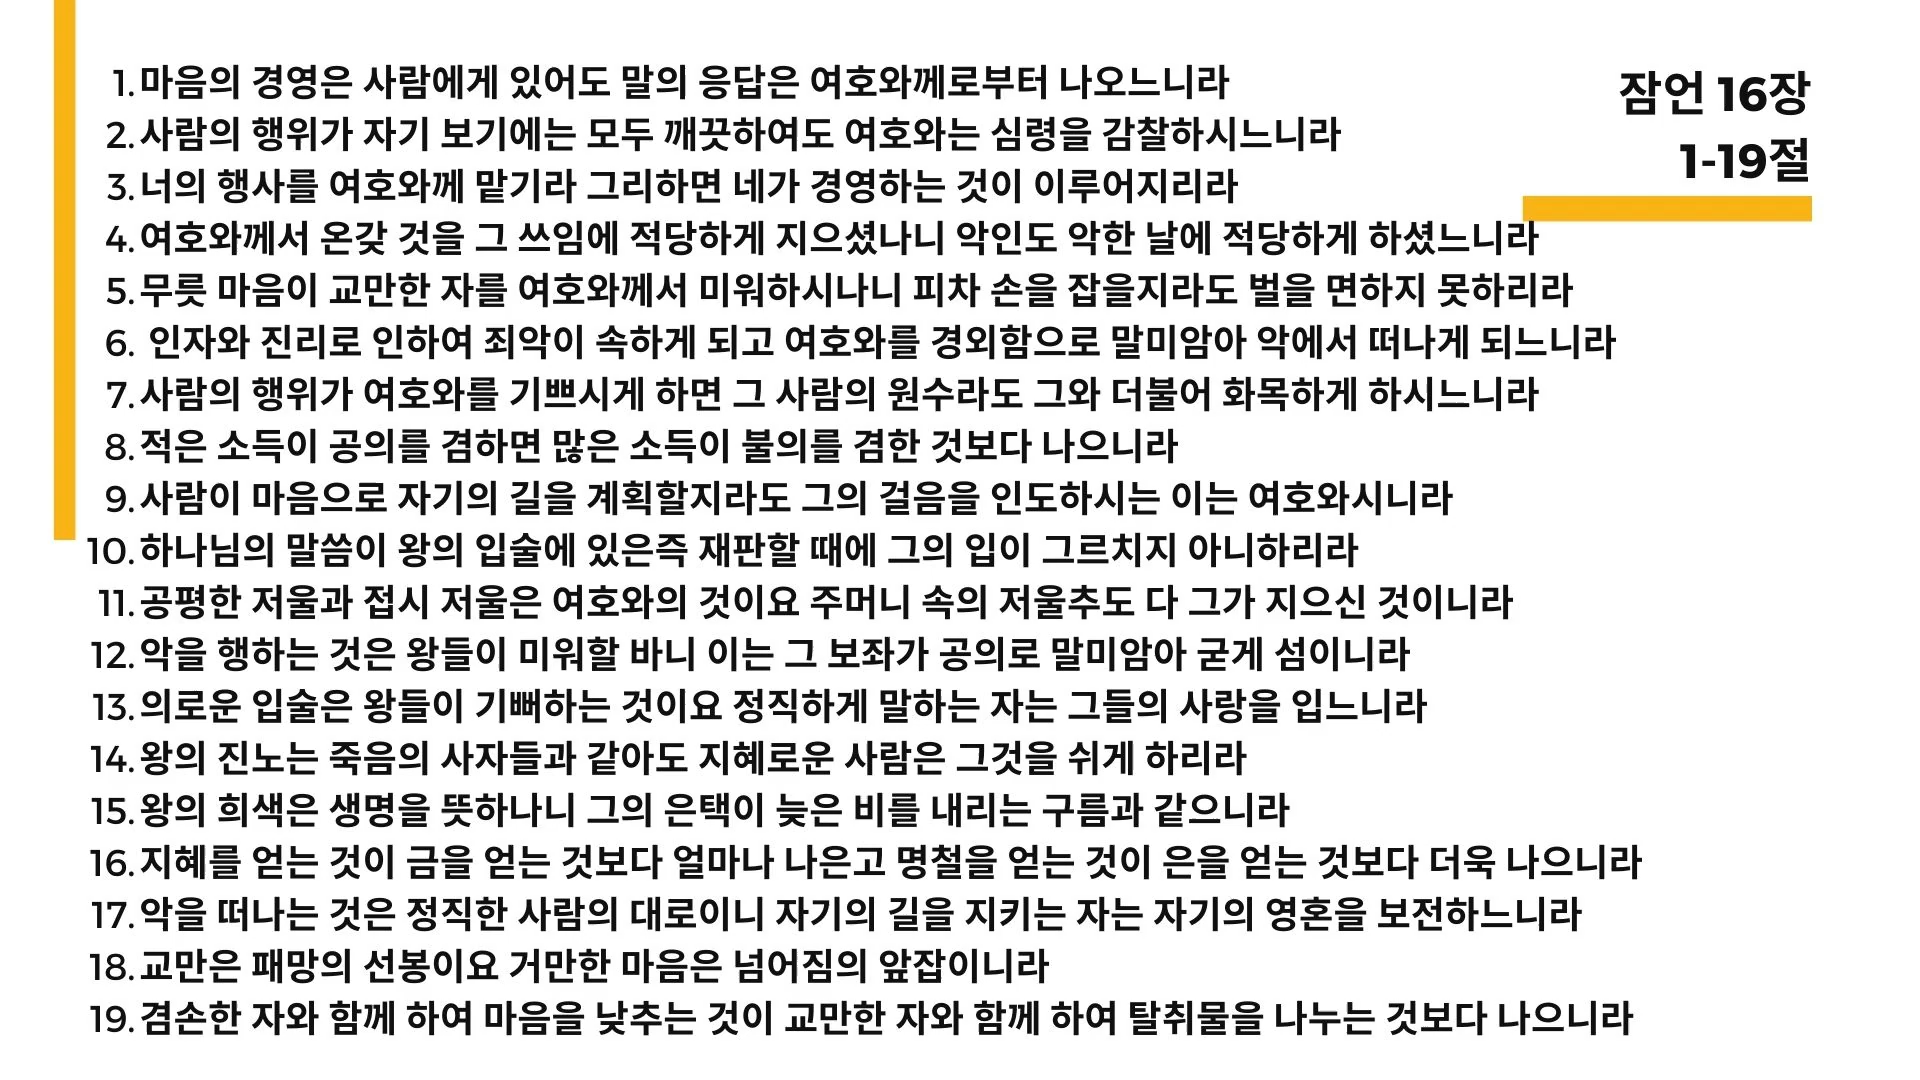 잠언 16장
1-19절
1. 마음의 경영은 사람에게 있어도 말의 응답은 여호와께로부터 나오느니라
2. 사람의 행위가 자기 보기에는 모두 깨끗하여도 여호와는 심령을 감찰하시느니라
3. 너의 행사를 여호와께 맡기라 그리하면 네가 경영하는 것이 이루어지리라
4. 여호와께서 온갖 것을 그 쓰임에 적당하게 지으셨나니 악인도 악한 날에 적당하게 하셨느니라
5. 무릇 마음이 교만한 자를 여호와께서 미워하시나니 피차 손을 잡을지라도 벌을 면하지 못하리라
6. 인자와 진리로 인하여 죄악이 속하게 되고 여호와를 경외함으로 말미암아 악에서 떠나게 되느니라
7. 사람의 행위가 여호와를 기쁘시게 하면 그 사람의 원수라도 그와 더불어 화목하게 하시느니라
8. 적은 소득이 공의를 겸하면 많은 소득이 불의를 겸한 것보다 나으니라
9. 사람이 마음으로 자기의 길을 계획할지라도 그의 걸음을 인도하시는 이는 여호와시니라
10. 하나님의 말씀이 왕의 입술에 있은즉 재판할 때에 그의 입이 그르치지 아니하리라
11. 공평한 저울과 접시 저울은 여호와의 것이요 주머니 속의 저울추도 다 그가 지으신 것이니라
12. 악을 행하는 것은 왕들이 미워할 바니 이는 그 보좌가 공의로 말미암아 굳게 섬이니라
13. 의로운 입술은 왕들이 기뻐하는 것이요 정직하게 말하는 자는 그들의 사랑을 입느니라
14. 왕의 진노는 죽음의 사자들과 같아도 지혜로운 사람은 그것을 쉬게 하리라
15. 왕의 희색은 생명을 뜻하나니 그의 은택이 늦은 비를 내리는 구름과 같으니라
16. 지혜를 얻는 것이 금을 얻는 것보다 얼마나 나은고 명철을 얻는 것이 은을 얻는 것보다 더욱 나으니라
17. 악을 떠나는 것은 정직한 사람의 대로이니 자기의 길을 지키는 자는 자기의 영혼을 보전하느니라
18. 교만은 패망의 선봉이요 거만한 마음은 넘어짐의 앞잡이니라
19. 겸손한 자와 함께 하여 마음을 낮추는 것이 교만한 자와 함께 하여 탈취물을 나누는 것보다 나으니라